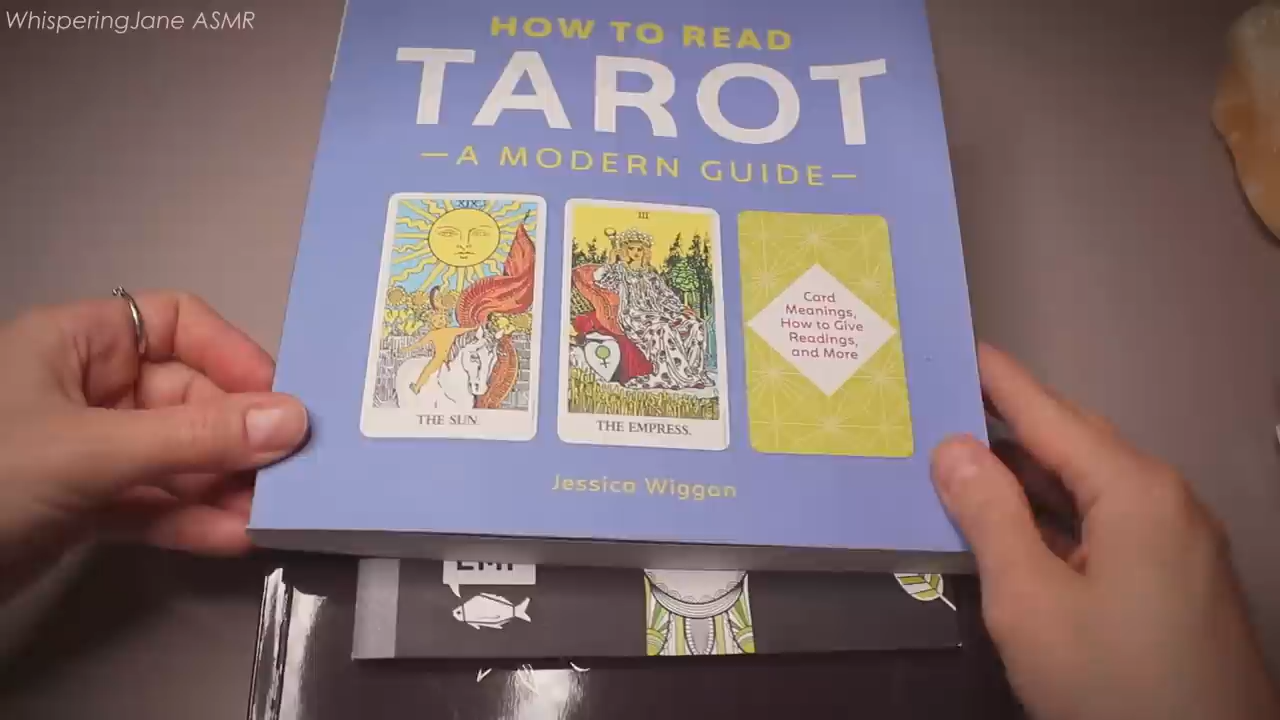 WhisperingJane ASMR
HOW TO READ
TAROT
—A MODERN GUIDE—
XIX
III
Card
Meanings,
How to Give
Readings,
and More
THE SUN.
THE EMPRESS.
Jessica Wiggan